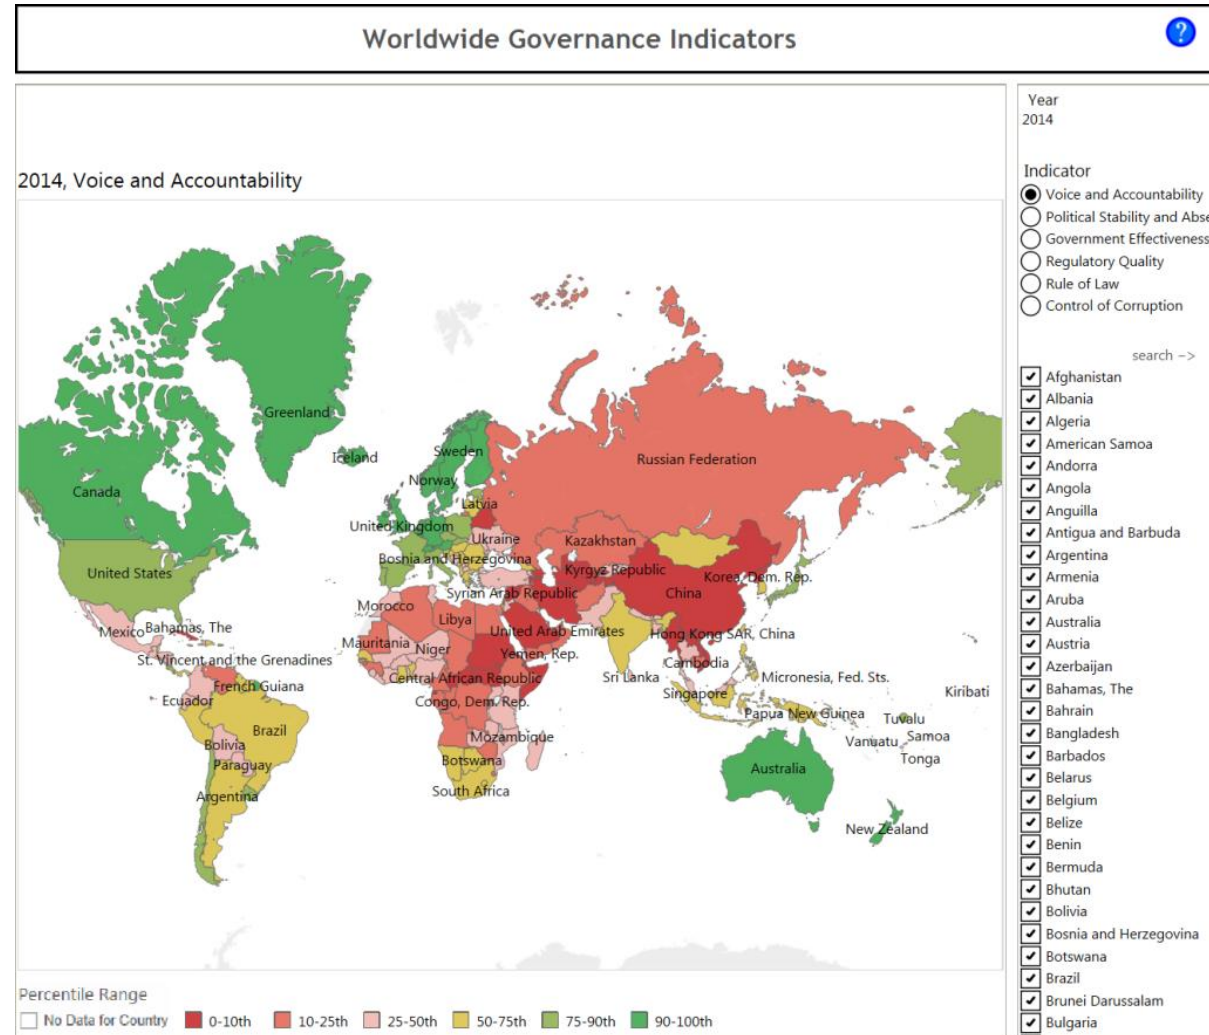 Worldwide Governance Indicators
?
Year
2014
2014, Voice and Accountability
Indicator
Voice and Accountability
Political Stability and Abse
Government Effectiveness
Regulatory Quality
Rule of Law
Control of Corruption
search –>
Afghanistan
Albania
Algeria
American Samoa
Andorra
Angola
Anguilla
Antigua and Barbuda
Argentina
Armenia
Aruba
Australia
Austria
Azerbaijan
Bahamas, The
Bahrain
Bangladesh
Barbados
Belarus
Belgium
Belize
Benin
Bermuda
Bhutan
Bolivia
Bosnia and Herzegovina
Botswana
Brazil
Brunei Darussalam
Bulgaria
Greenland
Iceland
Sweden
Norway
Russian Federation
Canada
Latvia
United Kingdom
Ukraine
Kazakhstan
Bosnia and Herzegovina
United States
Kyrgyz Republic
Korea, Dem. Rep.
Syrian Arab Republic
China
Morocco
Libya
Mexico
Bahamas, The
United Arab Emirates
Hong Kong SAR, China
Mauritania
Niger
Yemen, Rep.
St. Vincent and the Grenadines
Cambodia
Central African Republic
Sri Lanka
Micronesia, Fed. Sts.
French Guiana
Singapore
Kiribati
Ecuador
Congo, Dem. Rep.
Papua New Guinea
Tuvalu
Brazil
Mozambique
Samoa
Vanuatu
Bolivia
Tonga
Paraguay
Botswana
Australia
Argentina
South Africa
New Zealand
Percentile Range
No Data for Country 0-10th 10-25th 25-50th 50-75th 75-90th 90-100th